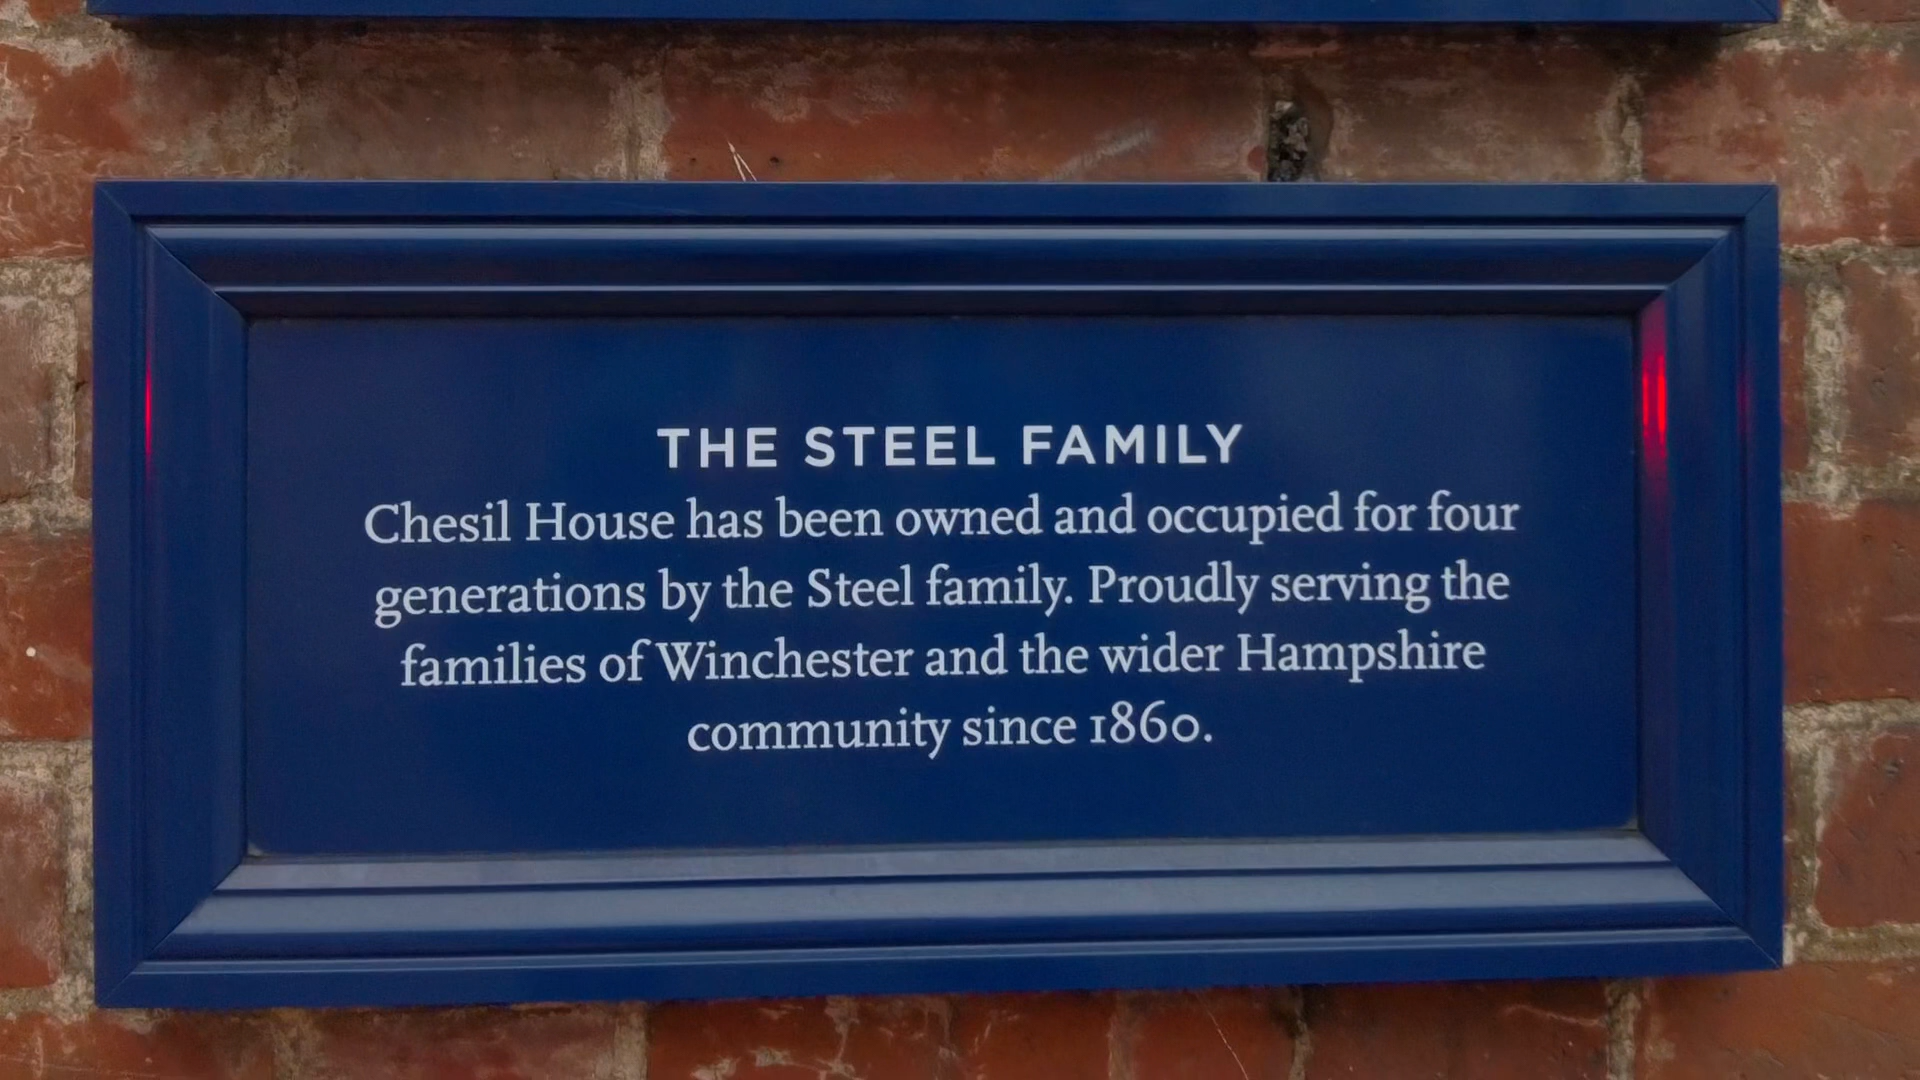 THE STEEL FAMILY
Chesil House has been owned and occupied for four
generations by the Steel family. Proudly serving the
families of Winchester and the wider Hampshire
community since 1860.